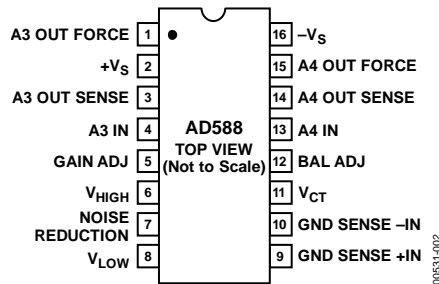 A3 OUT FORCE 1 16 –VS
+VS 2 15 A4 OUT FORCE
A3 OUT SENSE 3 14 A4 OUT SENSE
A3 IN 4 AD588 13 A4 IN
TOP VIEW
GAIN ADJ 5 (Not to Scale) 12 BAL ADJ
VHIGH 6 11 VCT
NOISE
REDUCTION 7 10 GND SENSE –IN
VLOW 8 9 GND SENSE +IN
00531-002